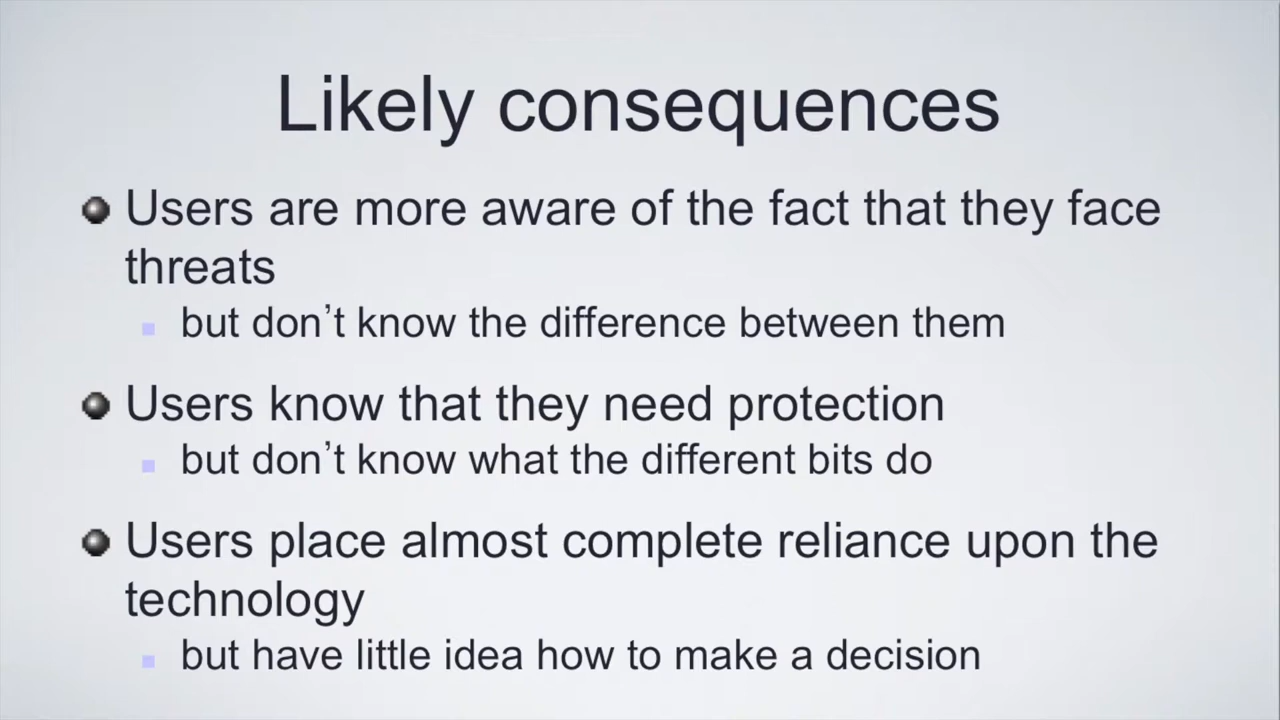 Likely consequences
Users are more aware of the fact that they face
threats
but don’t know the difference between them
Users know that they need protection
but don’t know what the different bits do
Users place almost complete reliance upon the
technology
but have little idea how to make a decision